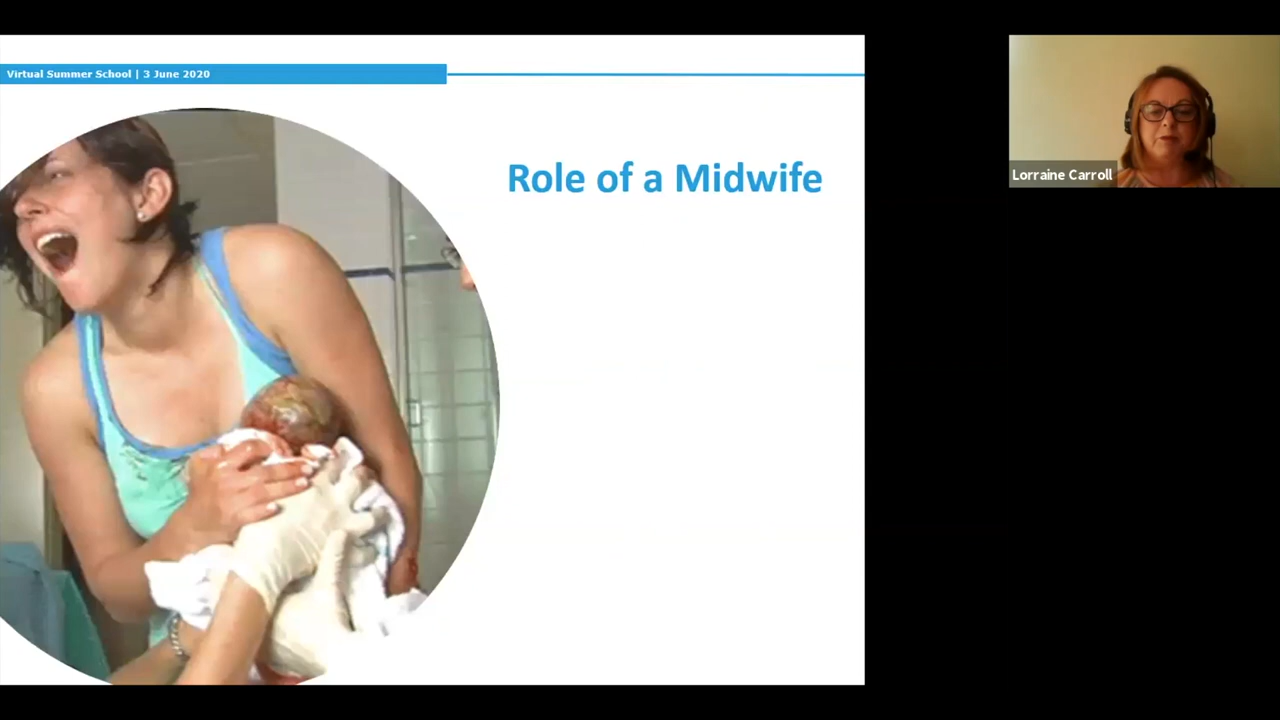 Virtual Summer School | 3 June 2020
Role of a Midwife
Lorraine Carroll